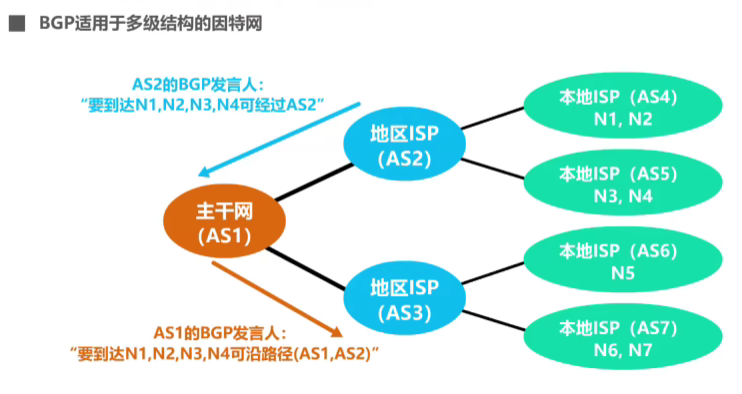 BGP适用于多级结构的因特网
AS2的BGP发言人：
“要到达N1,N2,N3,N4可经过AS2”
地区ISP
（AS2）
本地ISP（AS4）
N1, N2
本地ISP（AS5）
N3, N4
主干网
（AS1）
地区ISP
（AS3）
本地ISP（AS6）
N5
本地ISP（AS7）
N6, N7
AS1的BGP发言人：
“要到达N1,N2,N3,N4可沿路径(AS1,AS2)”